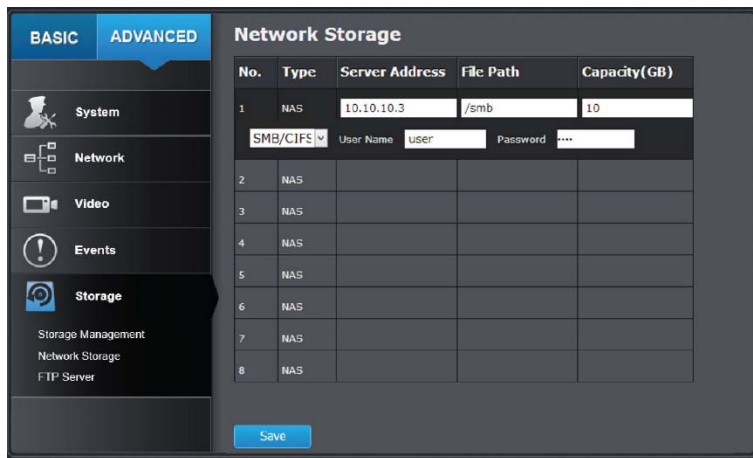 BASIC ADVANCED
Network Storage
No. Type Server Address File Path Capacity(GB)
1 NAS 10.10.10.3 /smb 10
SMB/CIFS User Name user Password ••••
2 NAS
3 NAS
4 NAS
5 NAS
6 NAS
7 NAS
8 NAS
Save
System
Network
Video
Events
Storage
Storage Management
Network Storage
FTP Server